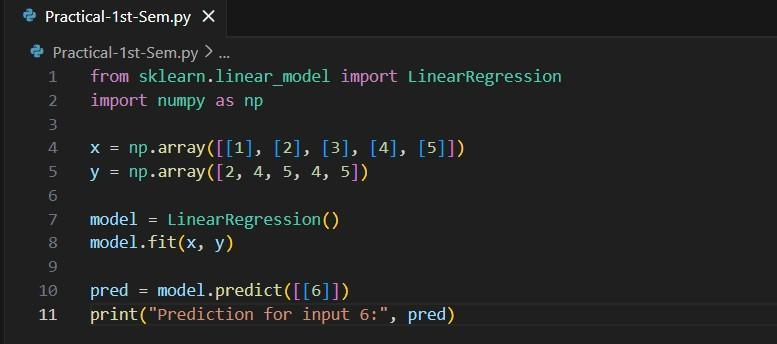 Practical-1st-Sem.py ×
Practical-1st-Sem.py > ...
1 from sklearn.linear_model import LinearRegression
2 import numpy as np
3
4 x = np.array([[1], [2], [3], [4], [5]])
5 y = np.array([2, 4, 5, 4, 5])
6
7 model = LinearRegression()
8 model.fit(x, y)
9
10 pred = model.predict([[6]])
11 print("Prediction for input 6:", pred)